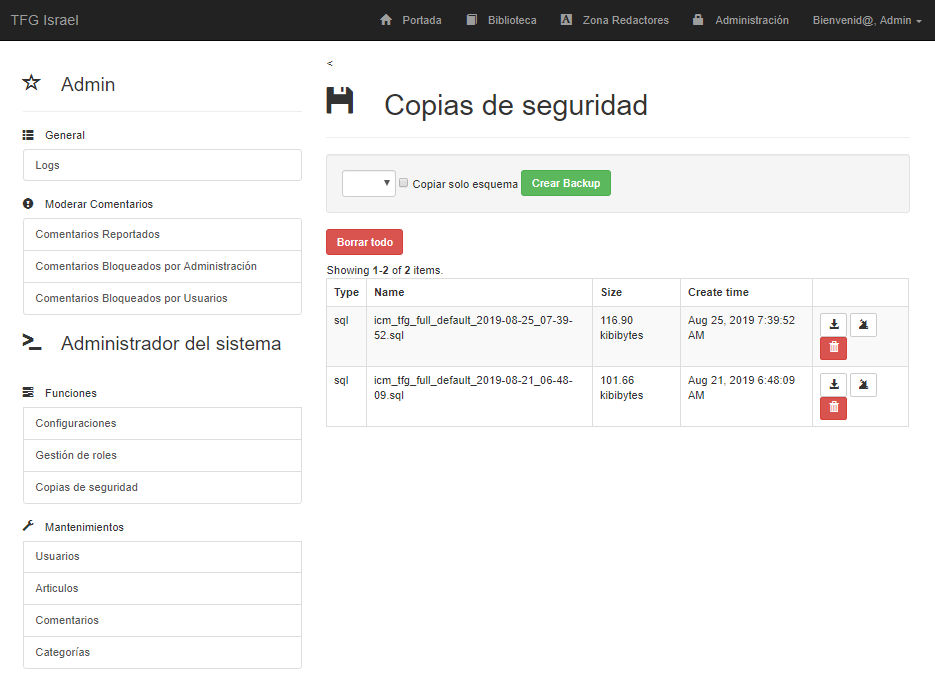 TFG Israel
Portada
Biblioteca
Zona Redactores
Administración
Bienvenid@, Admin
Admin
General
Logs
Moderar Comentarios
Comentarios Reportados
Comentarios Bloqueados por Administración
Comentarios Bloqueados por Usuarios
Administrador del sistema
Funciones
Configuraciones
Gestión de roles
Copias de seguridad
Mantenimientos
Usuarios
Articulos
Comentarios
Categorías
<
Copias de seguridad
Copiar solo esquema
Crear Backup
Borrar todo
Showing 1-2 of 2 items.
Type Name Size Create time
sql icm_tfg_full_default_2019-08-25_07-39- 116.90 Aug 25, 2019 7:39:52
52.sql kibibytes AM
sql icm_tfg_full_default_2019-08-21_06-48- 101.66 Aug 21, 2019 6:48:09
09.sql kibibytes AM